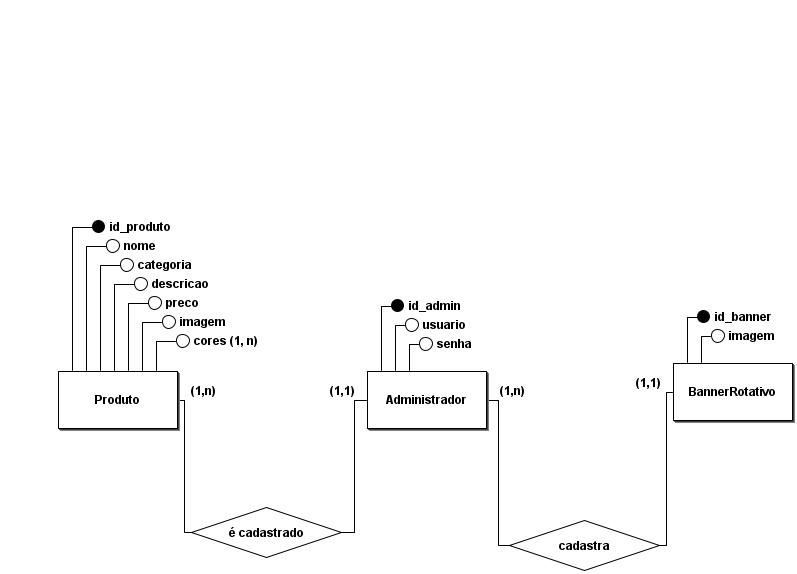 id_produto
nome
categoria
descricao
preco
imagem
cores (1, n)
Produto
(1,n)
é cadastrado
(1,1)
id_admin
usuario
senha
Administrador
(1,n)
cadastra
(1,1)
id_banner
imagem
BannerRotativo